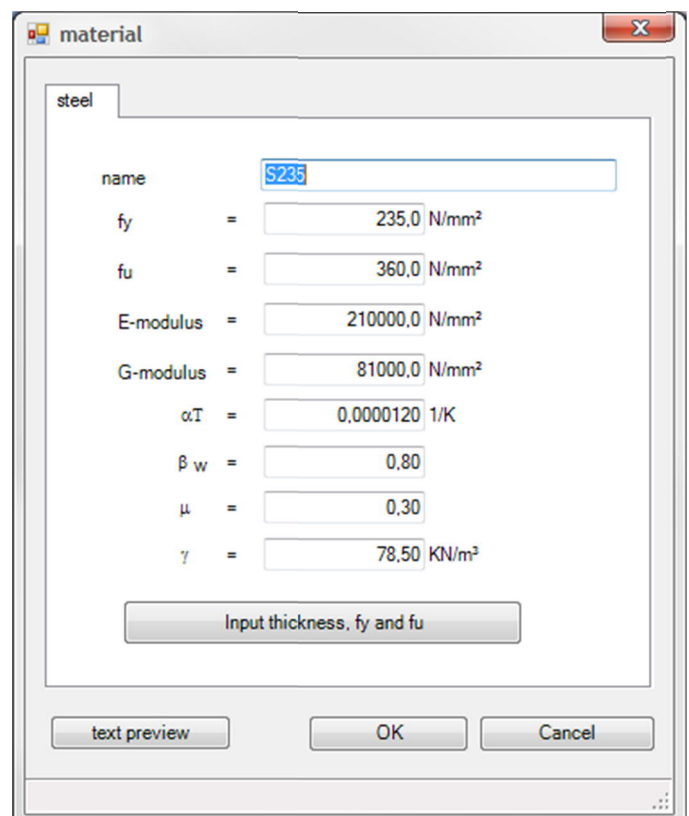 material
steel
name S235
fy = 235,0 N/mm²
fu = 360,0 N/mm²
E-modulus = 210000,0 N/mm²
G-modulus = 81000,0 N/mm²
αT = 0,0000120 1/K
β w = 0,80
μ = 0,30
γ = 78,50 KN/m³
Input thickness, fy and fu
text preview OK Cancel